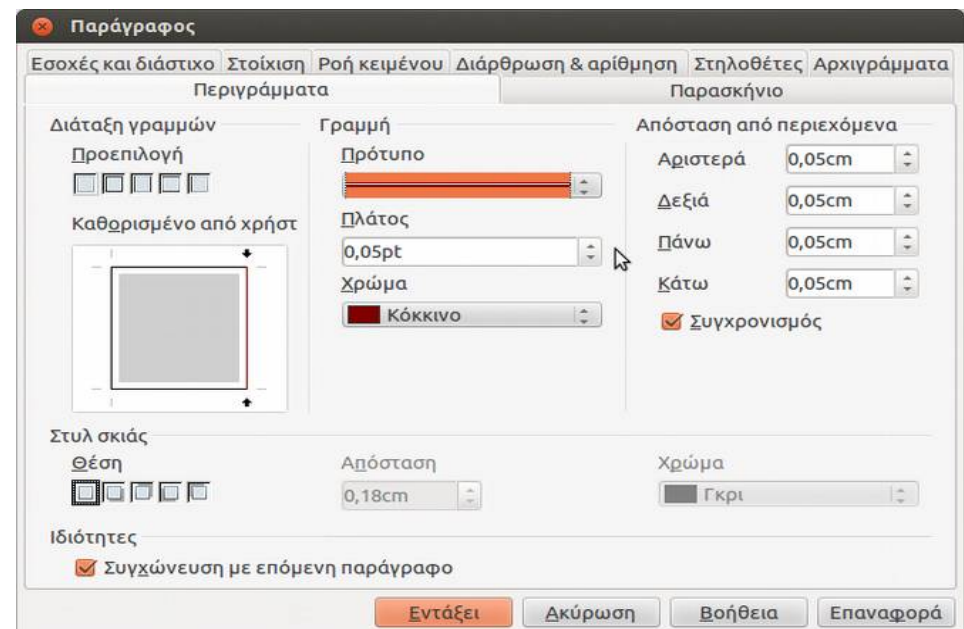 Παράγραφος
Εσοχές και διάστιχο Στοίχιση Ροή κειμένου Διάρθρωση & αρίθμηση Στηλοθέτες Αρχιγράμματα
Περιγράμματα Παρασκήνιο
Διάταξη γραμμών Γραμμή Απόσταση από περιεχόμενα
Προεπιλογή Πρότυπο Αριστερά 0,05cm
Δεξιά 0,05cm
Καθορισμένο από χρήστ Πλάτος
0,05pt Πάνω 0,05cm
Χρώμα Κάτω 0,05cm
Κόκκινο Συγχρονισμός
Στυλ σκιάς
Θέση Απόσταση Χρώμα
0,18cm Γκρι
Ιδιότητες
Συγχώνευση με επόμενη παράγραφο
Εντάξει Ακύρωση Βοήθεια Επαναφορά